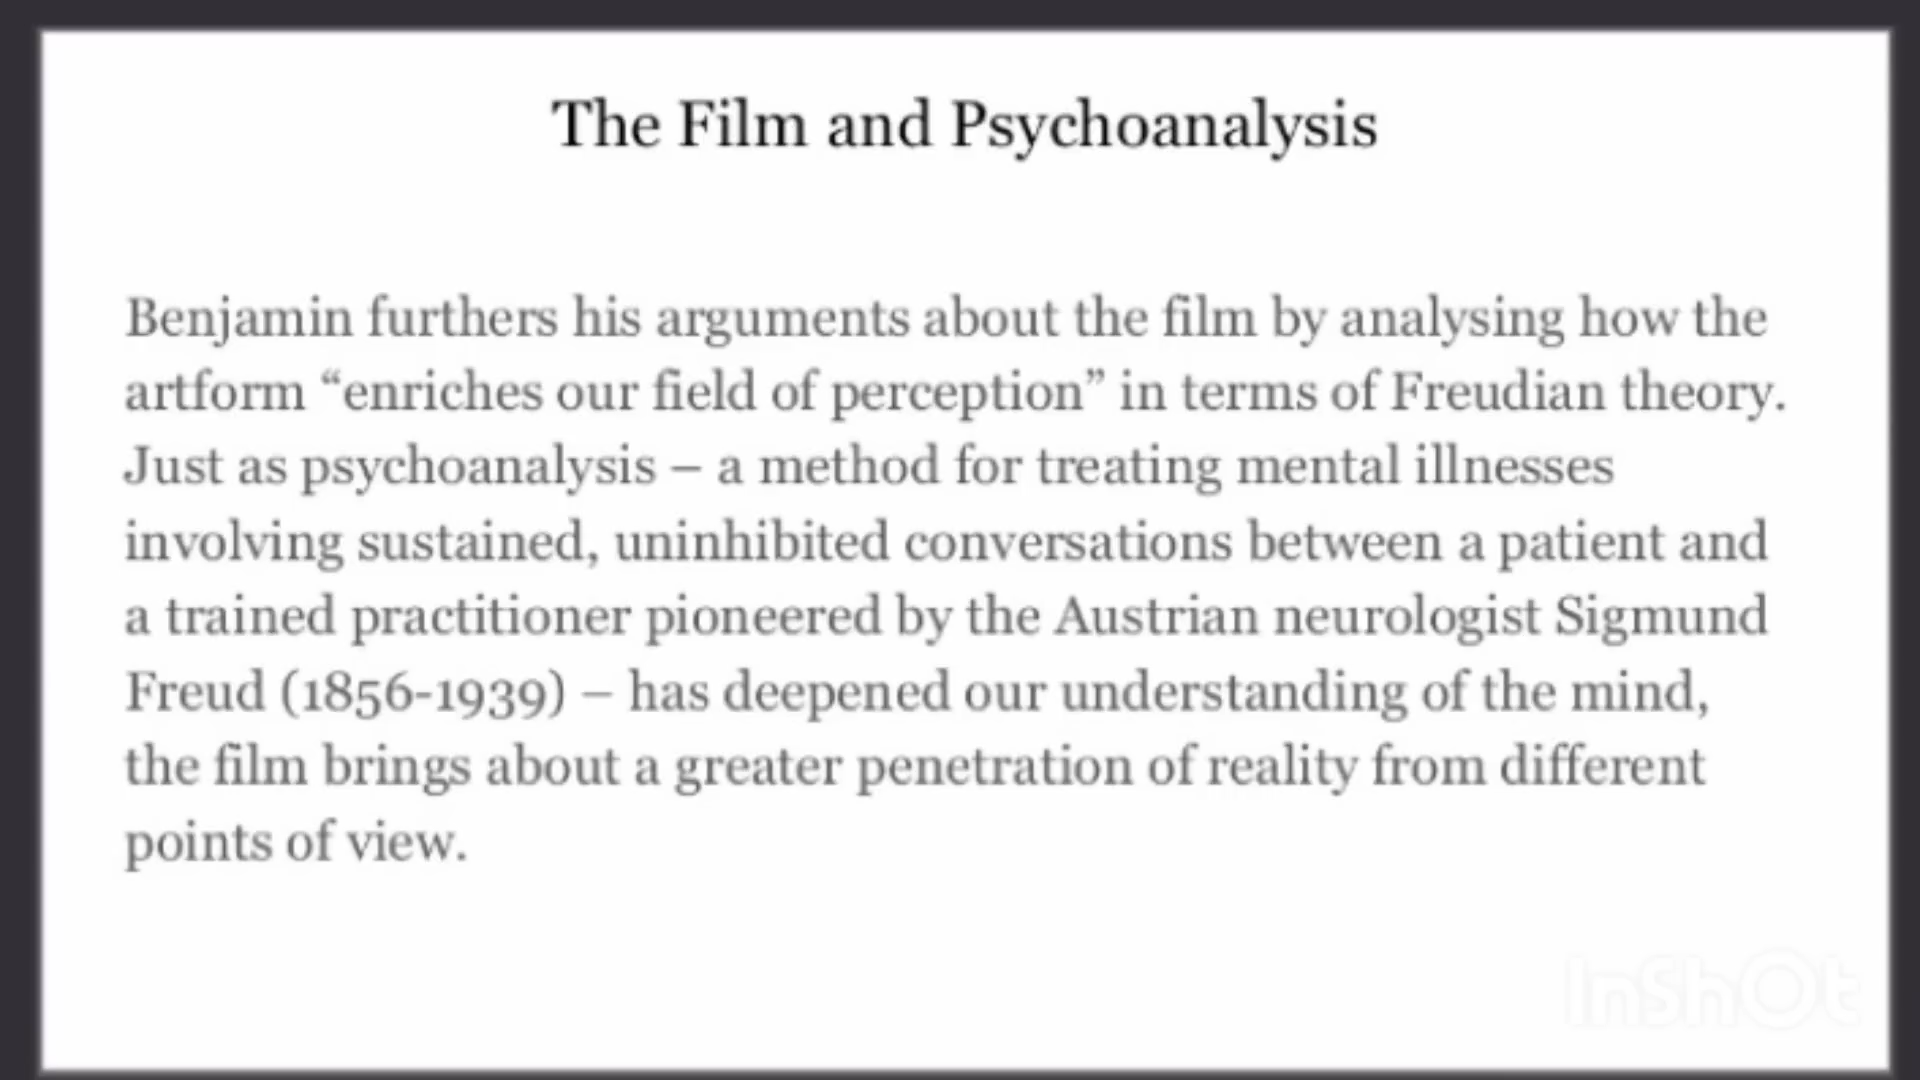 The Film and Psychoanalysis
Benjamin furthers his arguments about the film by analysing how the
artform “enriches our field of perception” in terms of Freudian theory.
Just as psychoanalysis – a method for treating mental illnesses
involving sustained, uninhibited conversations between a patient and
a trained practitioner pioneered by the Austrian neurologist Sigmund
Freud (1856-1939) – has deepened our understanding of the mind,
the film brings about a greater penetration of reality from different
points of view.
InShOt